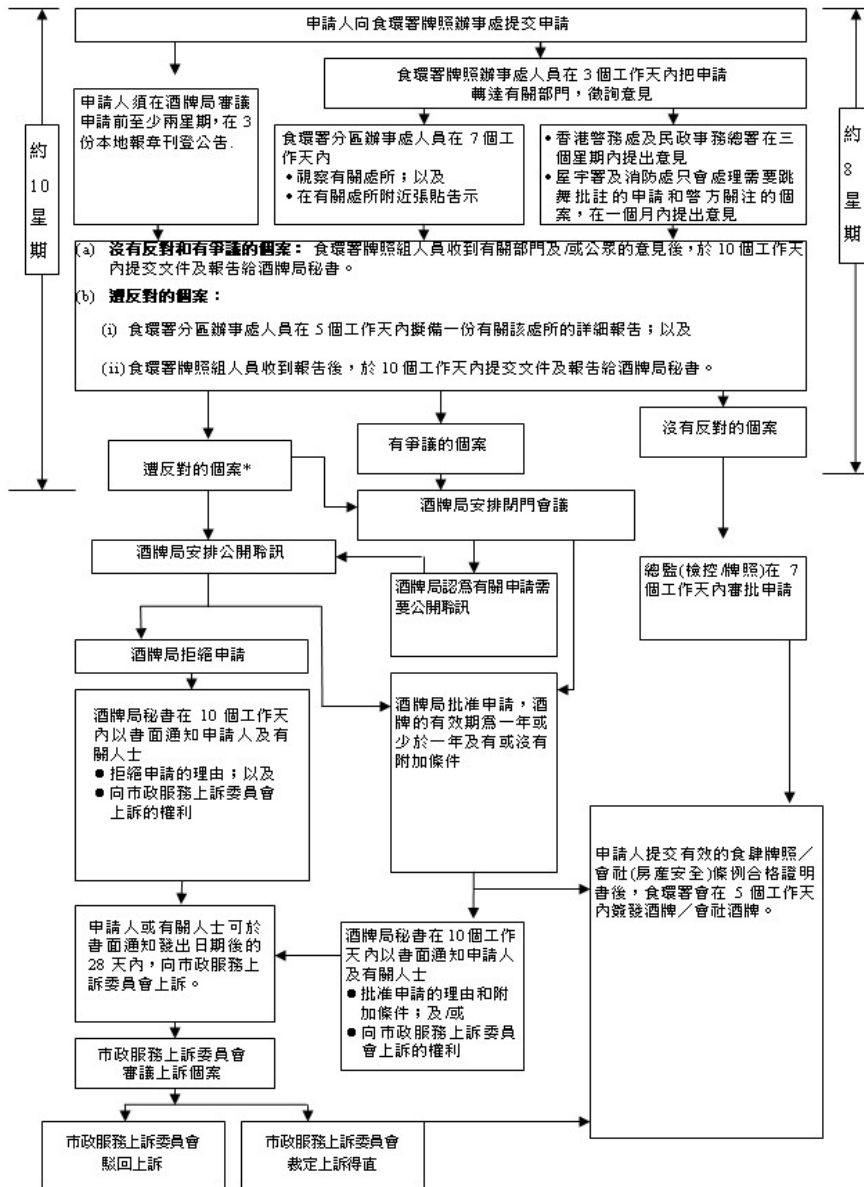 申請人向食環署牌照辦事處提交申請
約
10
星
期
約
8
星
期
食環署牌照辦事處人員在 3 個工作天內把申請
轉達有關部門，徵詢意見
申請人須在酒牌局審議
申請前至少兩星期，在 3
份本地報章刊登公告.
食環署分區辦事處人員在 7 個工
作天內
● 視察有關處所；以及
● 在有關處所附近張貼告示
● 香港警務處及民政事務總署在三
個星期內提出意見
● 屋宇署及消防處只會處理需要跳
舞批註的申請和警方關注的個
案，在一個月內提出意見
(a) 沒有反對和有爭議的個案： 食環署牌照組人員收到有關部門及/或公眾的意見後，於 10 個工作天
內提交文件及報告給酒牌局秘書。
(b) 遭反對的個案：
(i) 食環署分區辦事處人員在 5 個工作天內擬備一份有關該處所的詳細報告；以及
(ii) 食環署牌照組人員收到報告後，於 10 個工作天內提交文件及報告給酒牌局秘書。
遭反對的個案*
有爭議的個案
沒有反對的個案
酒牌局安排閉門會議
酒牌局安排公開聆訊
酒牌局認為有關申請需
要公開聆訊
總監(檢控/牌照)在 7
個工作天內審批申請
酒牌局拒絕申請
酒牌局秘書在 10 個工作天
內以書面通知申請人及有
關人士
● 拒絕申請的理由；以及
● 向市政服務上訴委員會
上訴的權利
酒牌局批准申請，酒
牌的有效期為一年或
少於一年及有或沒有
附加條件
申請人提交有效的食肆牌照／
會社(房產安全)條例合格證明
書後，食環署會在 5 個工作天
內簽發酒牌／會社酒牌。
申請人或有關人士可於
書面通知發出日期後的
28 天內，向市政服務上
訴委員會上訴。
酒牌局秘書在 10 個工作
天內以書面通知申請人
及有關人士
● 批准申請的理由和附
加條件；及/或
● 向市政服務上訴委員
會上訴的權利
市政服務上訴委員會
審議上訴個案
市政服務上訴委員會
駁回上訴
市政服務上訴委員會
裁定上訴得直